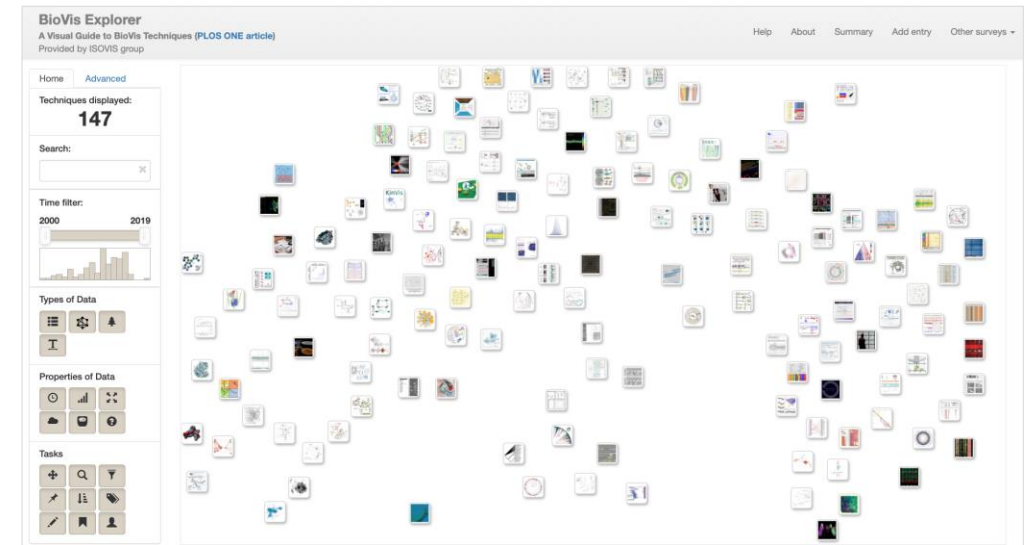 BioVis Explorer
A Visual Guide to BioVis Techniques (PLOS ONE article)
Provided by ISOVIS group
Help About Summary Add entry Other surveys
Home Advanced
Techniques displayed:
147
Search:
Time filter:
2000 2019
Types of Data
Properties of Data
Tasks